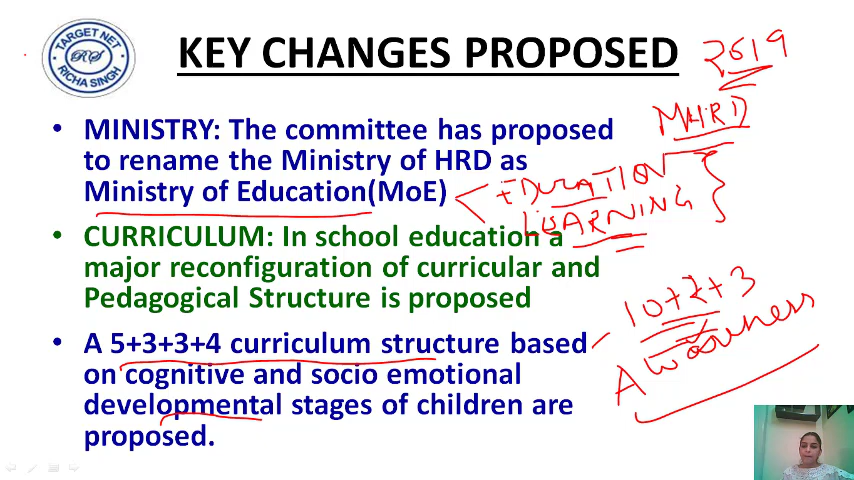 TARGET NET
RS
RICHA SINGH
KEY CHANGES PROPOSED
2019
MHRD
• MINISTRY: The committee has proposed
to rename the Ministry of HRD as
Ministry of Education(MoE)
EDUCATION
LEARNING
• CURRICULUM: In school education a
major reconfiguration of curricular and
Pedagogical Structure is proposed
10+2+3
Awareness
• A 5+3+3+4 curriculum structure based
on cognitive and socio emotional
developmental stages of children are
proposed.